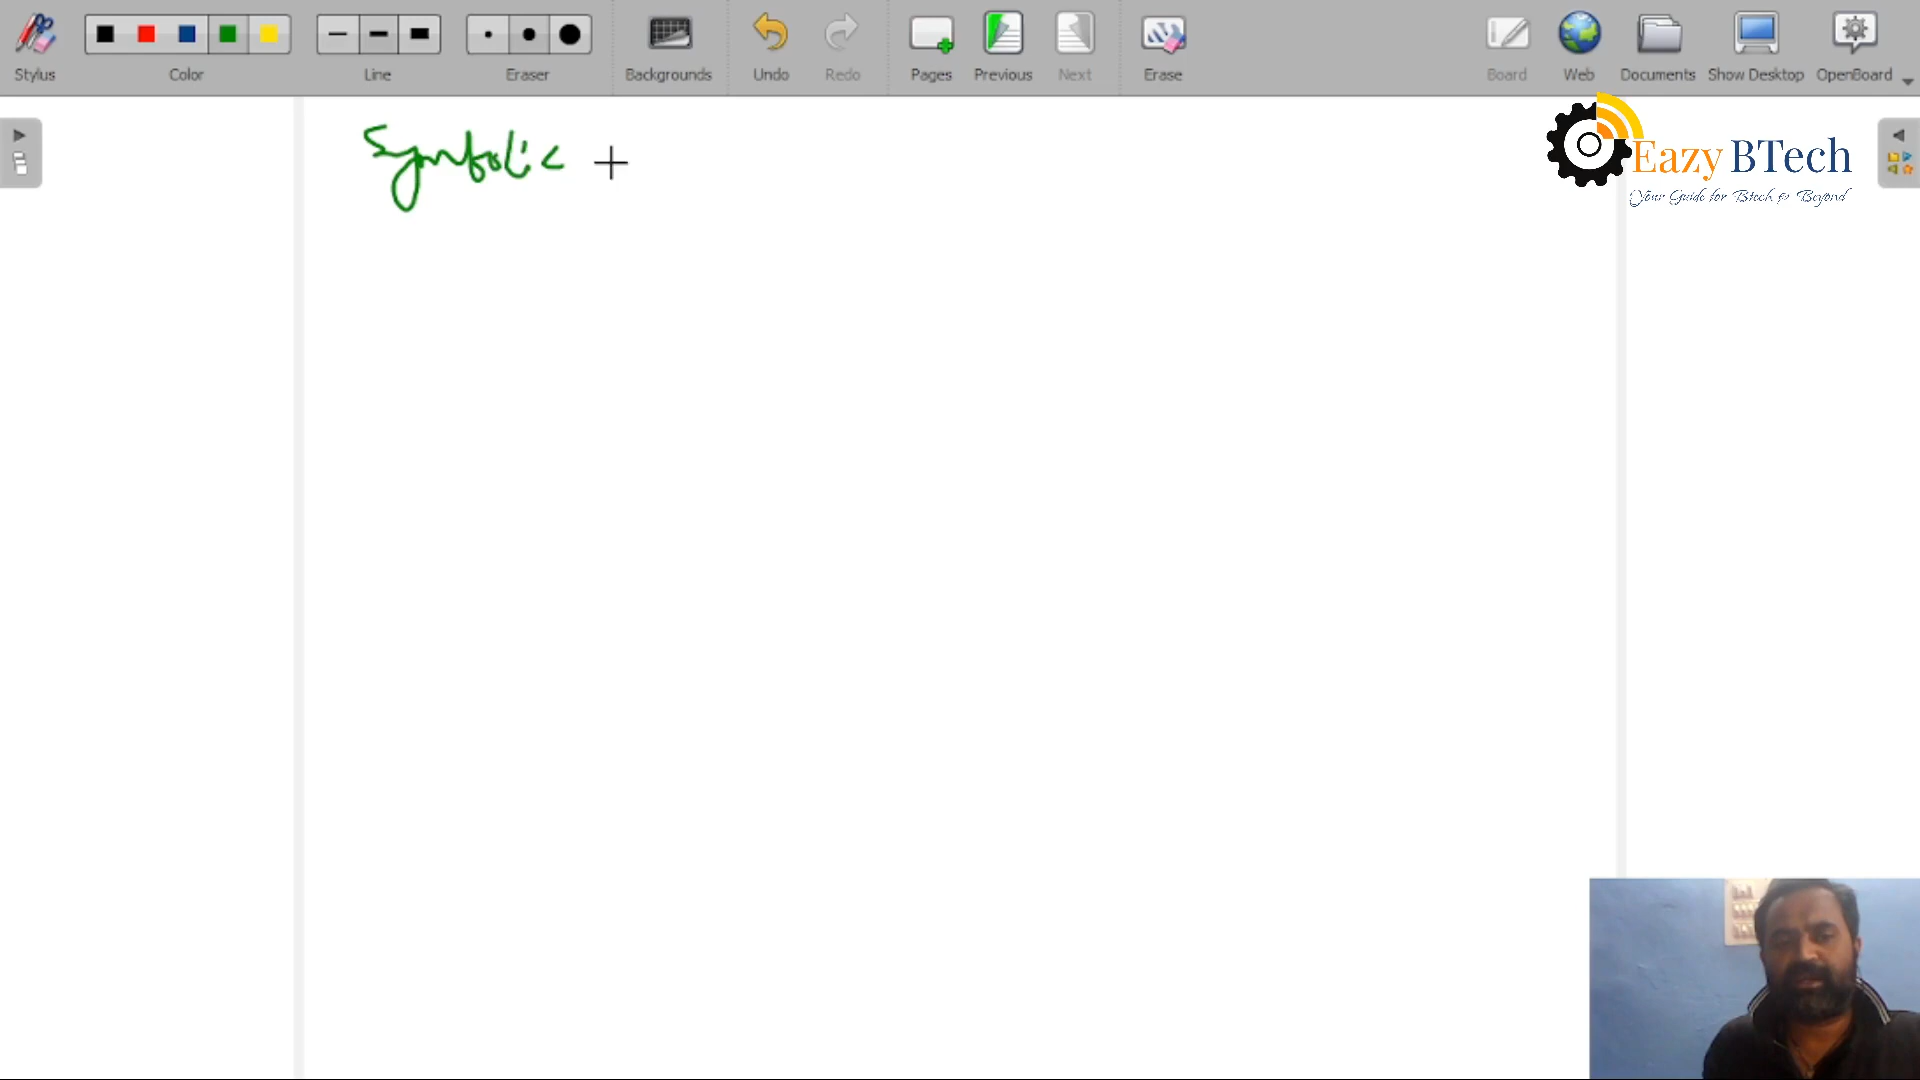 Stylus Color Line Eraser Backgrounds Undo Redo Pages Previous Next Erase Board Web Documents Show Desktop OpenBoard
Symbolic
Eazy BTech
Your Guide for Btech & Beyond